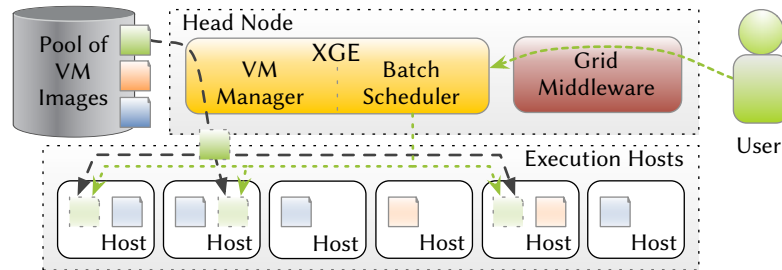 Pool of
VM
Images
Head Node
XGE
VM
Manager
Batch
Scheduler
Grid
Middleware
User
Execution Hosts
Host
Host
Host
Host
Host
Host